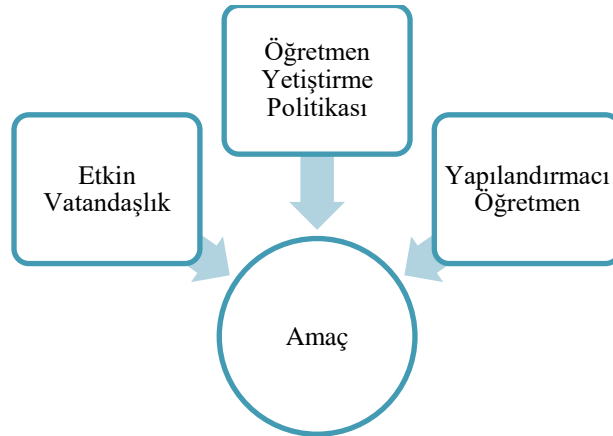 Öğretmen
Yetiştirme
Politikası
Etkin
Vatandaşlık
Yapılandırmacı
Öğretmen
Amaç